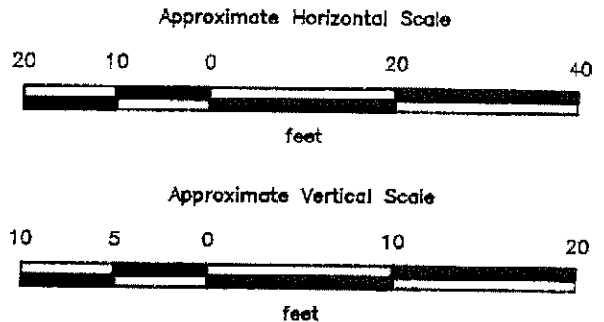 Approximate Horizontal Scale
20 10 0 20 40
feet
Approximate Vertical Scale
10 5 0 10 20
feet